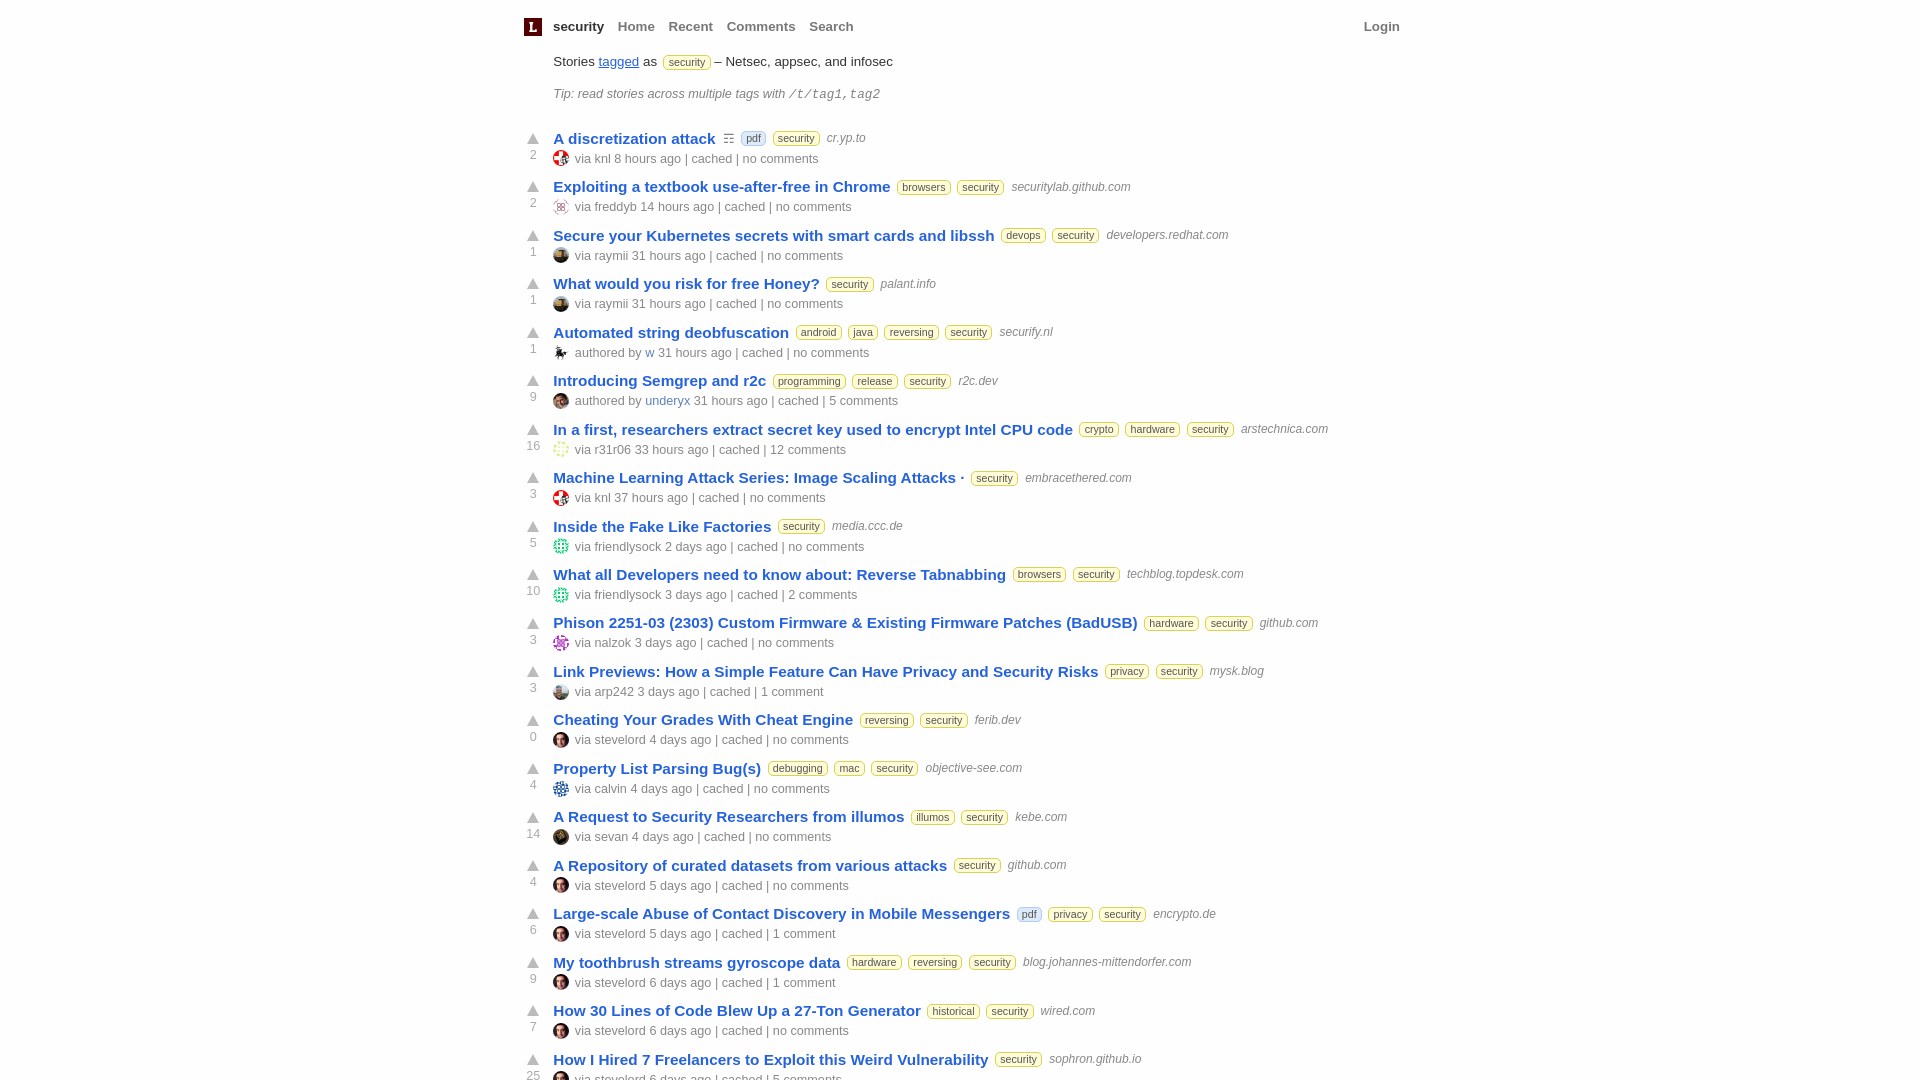 L security Home Recent Comments Search Login
Stories tagged as security – Netsec, appsec, and infosec
Tip: read stories across multiple tags with /t/tag1,tag2
A discretization attack ☶ pdf security cr.yp.to
2 via knl 8 hours ago | cached | no comments
Exploiting a textbook use-after-free in Chrome browsers security securitylab.github.com
2 via freddyb 14 hours ago | cached | no comments
Secure your Kubernetes secrets with smart cards and libssh devops security developers.redhat.com
1 via raymii 31 hours ago | cached | no comments
What would you risk for free Honey? security palant.info
1 via raymii 31 hours ago | cached | no comments
Automated string deobfuscation android java reversing security securify.nl
1 authored by w 31 hours ago | cached | no comments
Introducing Semgrep and r2c programming release security r2c.dev
9 authored by underyx 31 hours ago | cached | 5 comments
In a first, researchers extract secret key used to encrypt Intel CPU code crypto hardware security arstechnica.com
16 via r31r06 33 hours ago | cached | 12 comments
Machine Learning Attack Series: Image Scaling Attacks · security embracethered.com
3 via knl 37 hours ago | cached | no comments
Inside the Fake Like Factories security media.ccc.de
5 via friendlysock 2 days ago | cached | no comments
What all Developers need to know about: Reverse Tabnabbing browsers security techblog.topdesk.com
10 via friendlysock 3 days ago | cached | 2 comments
Phison 2251-03 (2303) Custom Firmware & Existing Firmware Patches (BadUSB) hardware security github.com
3 via nalzok 3 days ago | cached | no comments
Link Previews: How a Simple Feature Can Have Privacy and Security Risks privacy security mysk.blog
3 via arp242 3 days ago | cached | 1 comment
Cheating Your Grades With Cheat Engine reversing security ferib.dev
0 via stevelord 4 days ago | cached | no comments
Property List Parsing Bug(s) debugging mac security objective-see.com
4 via calvin 4 days ago | cached | no comments
A Request to Security Researchers from illumos illumos security kebe.com
14 via sevan 4 days ago | cached | no comments
A Repository of curated datasets from various attacks security github.com
4 via stevelord 5 days ago | cached | no comments
Large-scale Abuse of Contact Discovery in Mobile Messengers pdf privacy security encrypto.de
6 via stevelord 5 days ago | cached | 1 comment
My toothbrush streams gyroscope data hardware reversing security blog.johannes-mittendorfer.com
9 via stevelord 6 days ago | cached | 1 comment
How 30 Lines of Code Blew Up a 27-Ton Generator historical security wired.com
7 via stevelord 6 days ago | cached | no comments
How I Hired 7 Freelancers to Exploit this Weird Vulnerability security sophron.github.io
25 via stevelord 6 days ago | cached | 5 comments